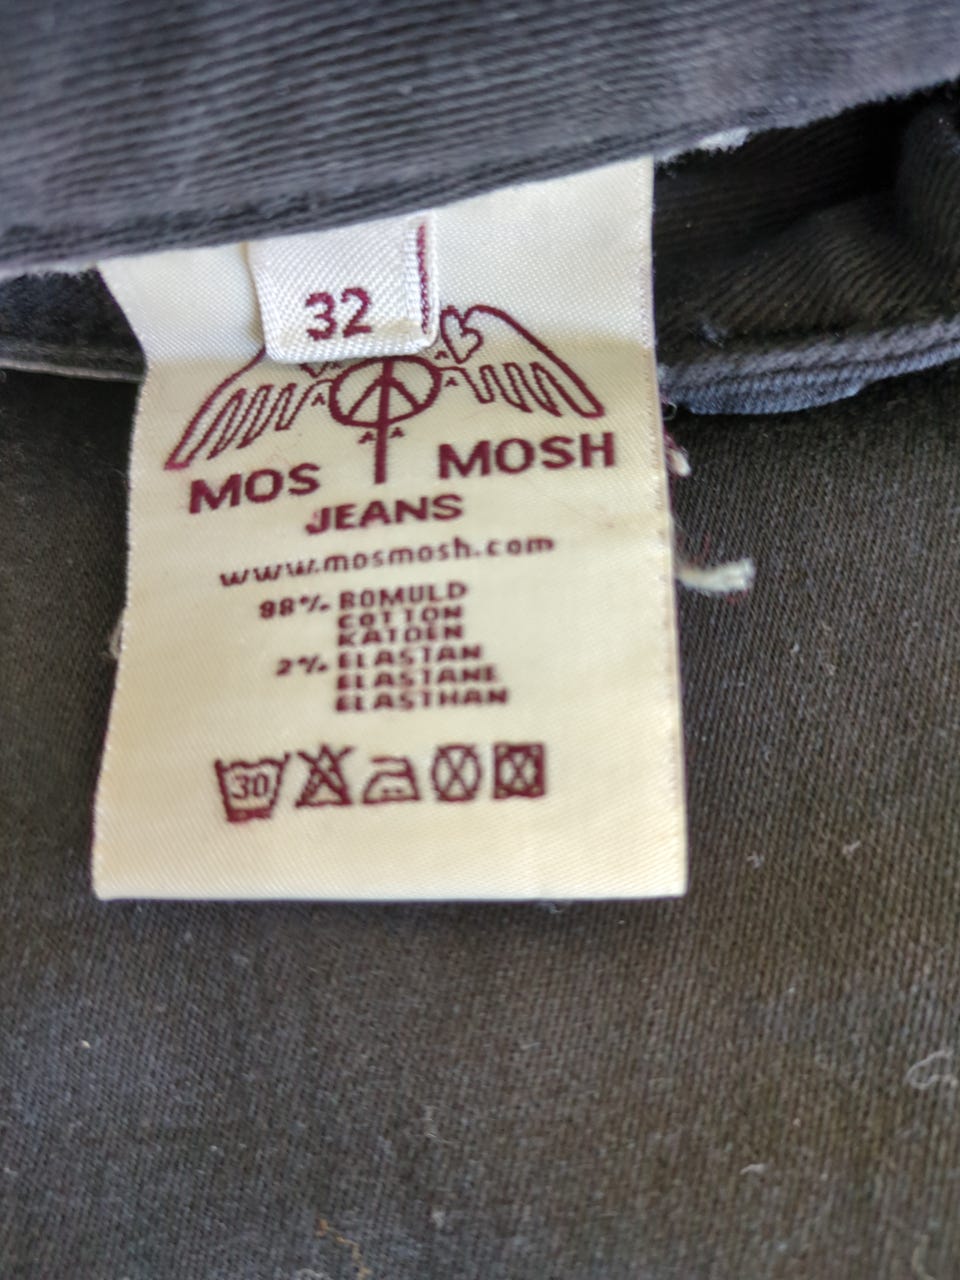 32
MOS MOSH
JEANS
www.mosmosh.com
98% BOMULD
COTTON
KATOEN
2% ELASTAN
ELASTANE
ELASTHAN
30